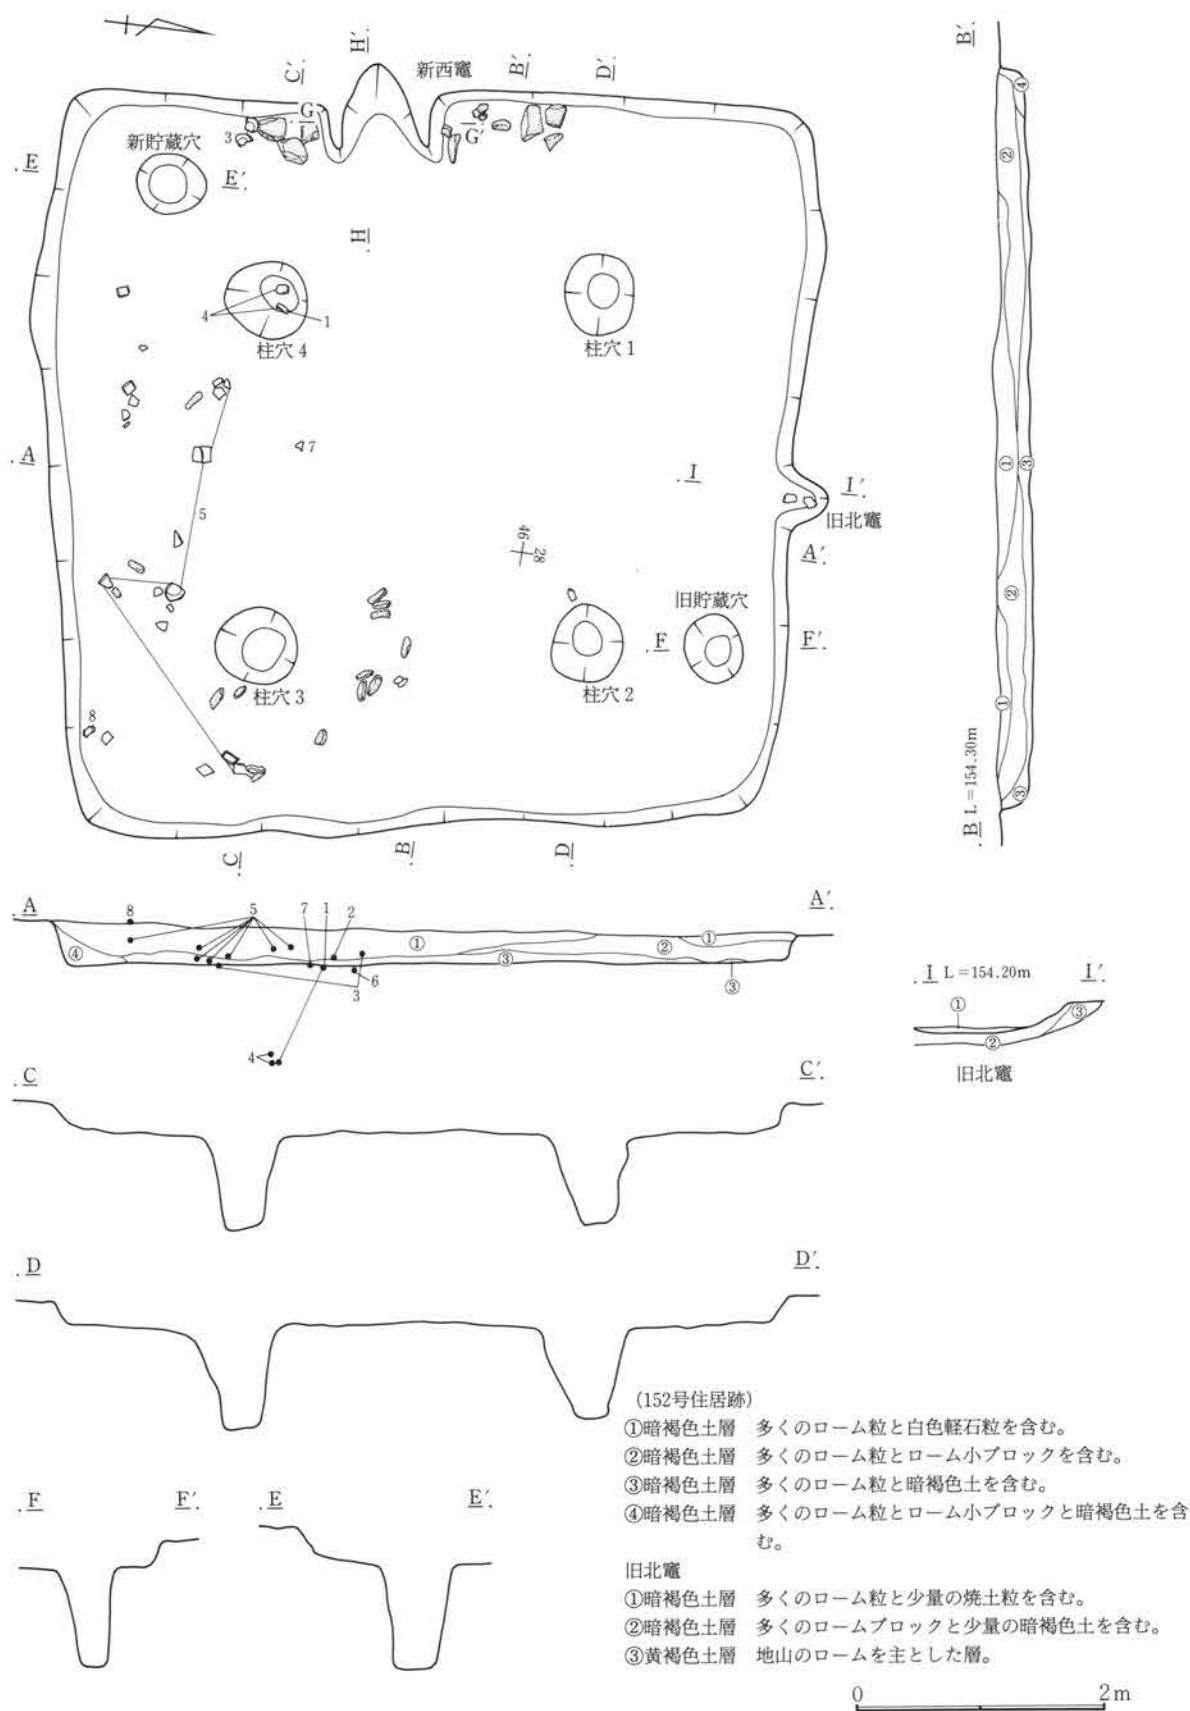 H′
新西竈
C′
B′
D′
B′
G
G′
3
新貯蔵穴
E
E′
H
4
1
柱穴4
柱穴1
7
A
I
I′
旧北竈
5
46
28
A′
旧貯蔵穴
F
F′
柱穴3
柱穴2
8
C
B
D
④
②
①
③
②
①
③
B L=154.30m
A
A′
8
5
7
1
2
①
①
②
④
③
③
6
3
4
I L=154.20m
I′
①
③
②
旧北竈
C
C′
D
D′
F
F′
E
E′
(152号住居跡)
①暗褐色土層 多くのローム粒と白色軽石粒を含む。
②暗褐色土層 多くのローム粒とローム小ブロックを含む。
③暗褐色土層 多くのローム粒と暗褐色土を含む。
④暗褐色土層 多くのローム粒とローム小ブロックと暗褐色土を含
む。
旧北竈
①暗褐色土層 多くのローム粒と少量の焼土粒を含む。
②暗褐色土層 多くのロームブロックと少量の暗褐色土を含む。
③黄褐色土層 地山のロームを主とした層。
0 2m